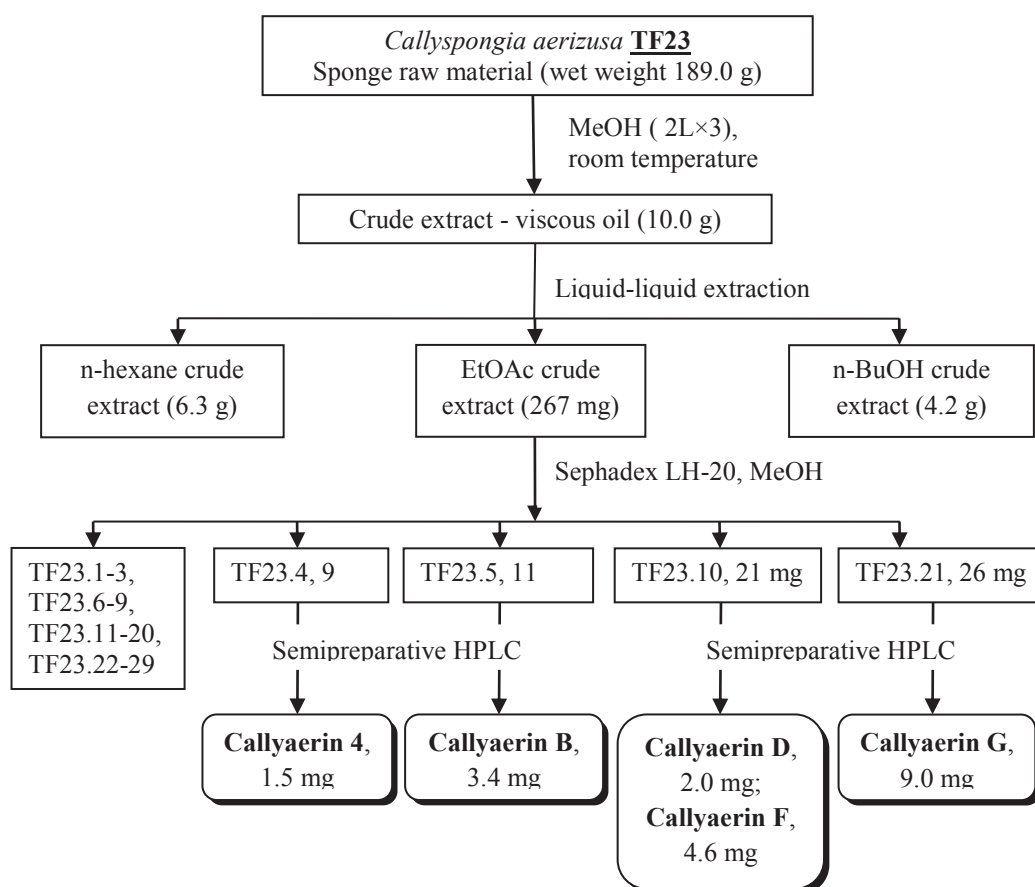 Callyspongia aerizusa TF23
Sponge raw material (wet weight 189.0 g)
MeOH ( 2L×3),
room temperature
Crude extract - viscous oil (10.0 g)
Liquid-liquid extraction
n-hexane crude
extract (6.3 g)
EtOAc crude
extract (267 mg)
n-BuOH crude
extract (4.2 g)
Sephadex LH-20, MeOH
TF23.1-3,
TF23.6-9,
TF23.11-20,
TF23.22-29
TF23.4, 9
TF23.5, 11
TF23.10, 21 mg
TF23.21, 26 mg
Semipreparative HPLC
Semipreparative HPLC
Callyaerin 4,
1.5 mg
Callyaerin B,
3.4 mg
Callyaerin D,
2.0 mg;
Callyaerin F,
4.6 mg
Callyaerin G,
9.0 mg